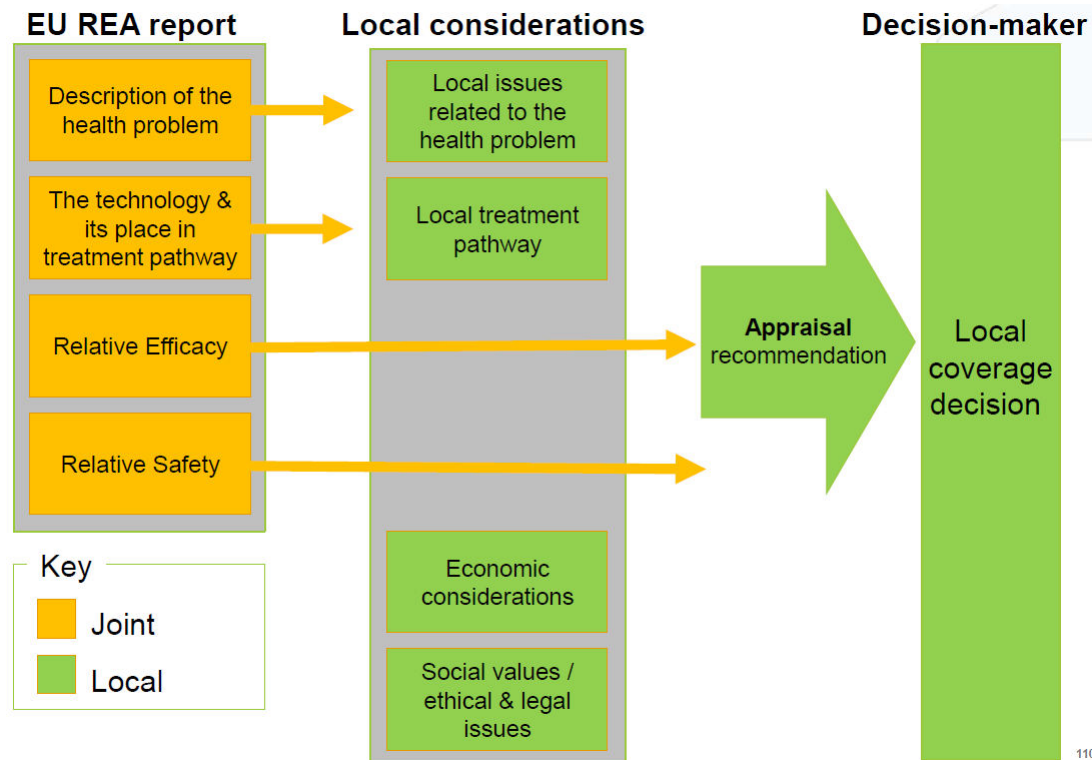 EU REA report
Local considerations
Decision-maker
Description of the
health problem
The technology &
its place in
treatment pathway
Relative Efficacy
Relative Safety
Local issues
related to the
health problem
Local treatment
pathway
Economic
considerations
Social values /
ethical & legal
issues
Appraisal
recommendation
Local
coverage
decision
Key
Joint
Local
110